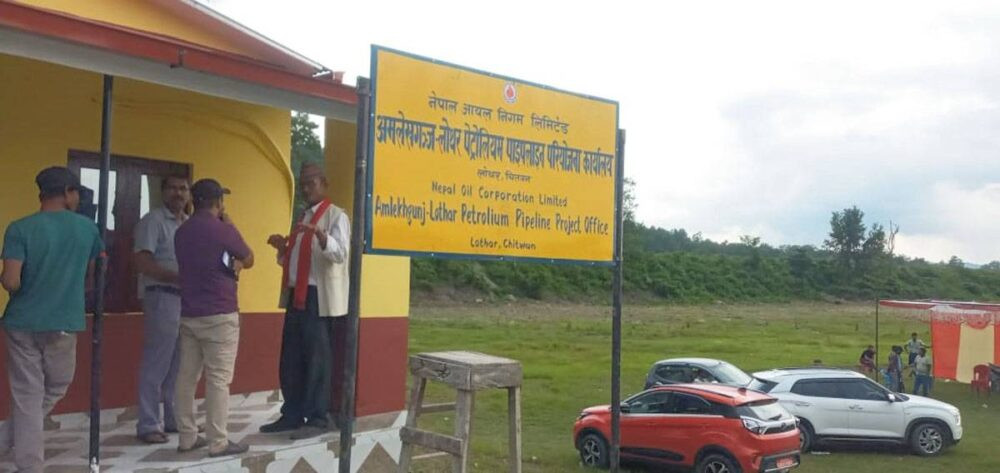 नेपाल आयल निगम लिमिटेड
अमलेखगञ्ज-लोथर पेट्रोलियम पाइपलाइन परियोजना कार्यालय
लोथर, चितवन
Nepal Oil Corporation Limited
Amlekhgunj-Lothar Petrolium Pipeline Project Office
Lothar, Chitwan